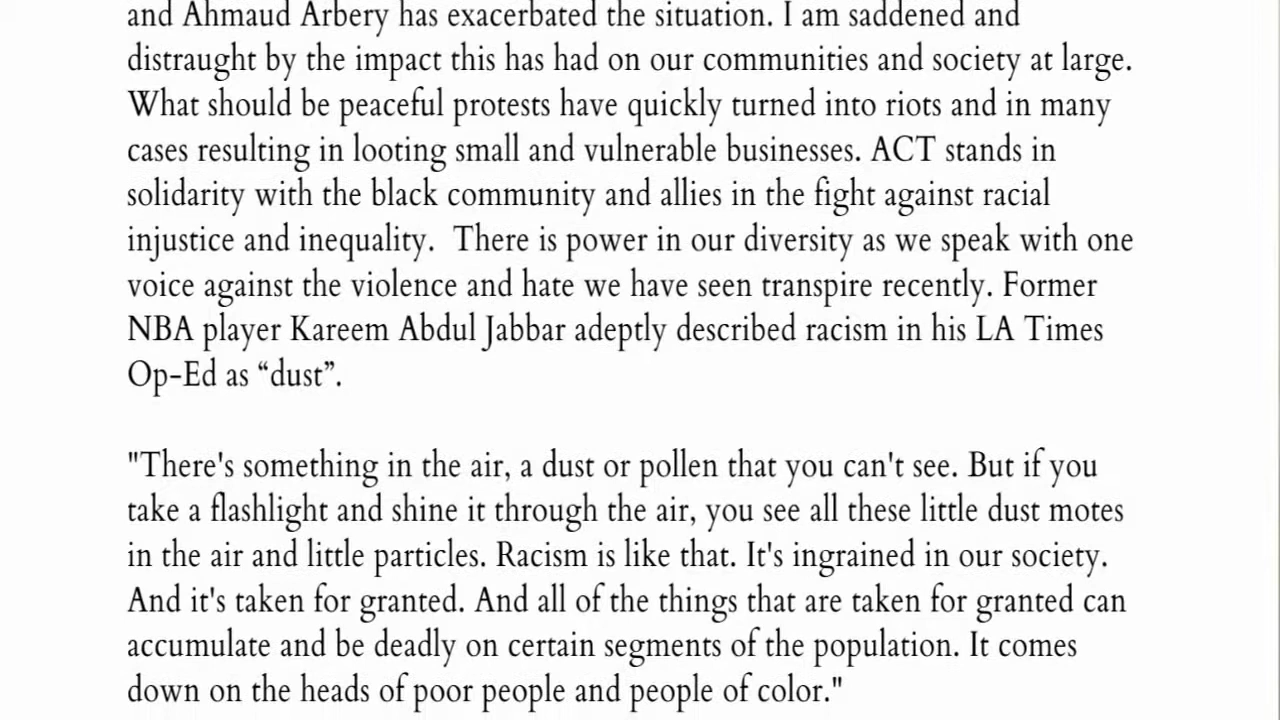 and Ahmaud Arbery has exacerbated the situation. I am saddened and
distraught by the impact this has had on our communities and society at large.
What should be peaceful protests have quickly turned into riots and in many
cases resulting in looting small and vulnerable businesses. ACT stands in
solidarity with the black community and allies in the fight against racial
injustice and inequality.  There is power in our diversity as we speak with one
voice against the violence and hate we have seen transpire recently. Former
NBA player Kareem Abdul Jabbar adeptly described racism in his LA Times
Op-Ed as “dust”.

"There's something in the air, a dust or pollen that you can't see. But if you
take a flashlight and shine it through the air, you see all these little dust motes
in the air and little particles. Racism is like that. It's ingrained in our society.
And it's taken for granted. And all of the things that are taken for granted can
accumulate and be deadly on certain segments of the population. It comes
down on the heads of poor people and people of color."